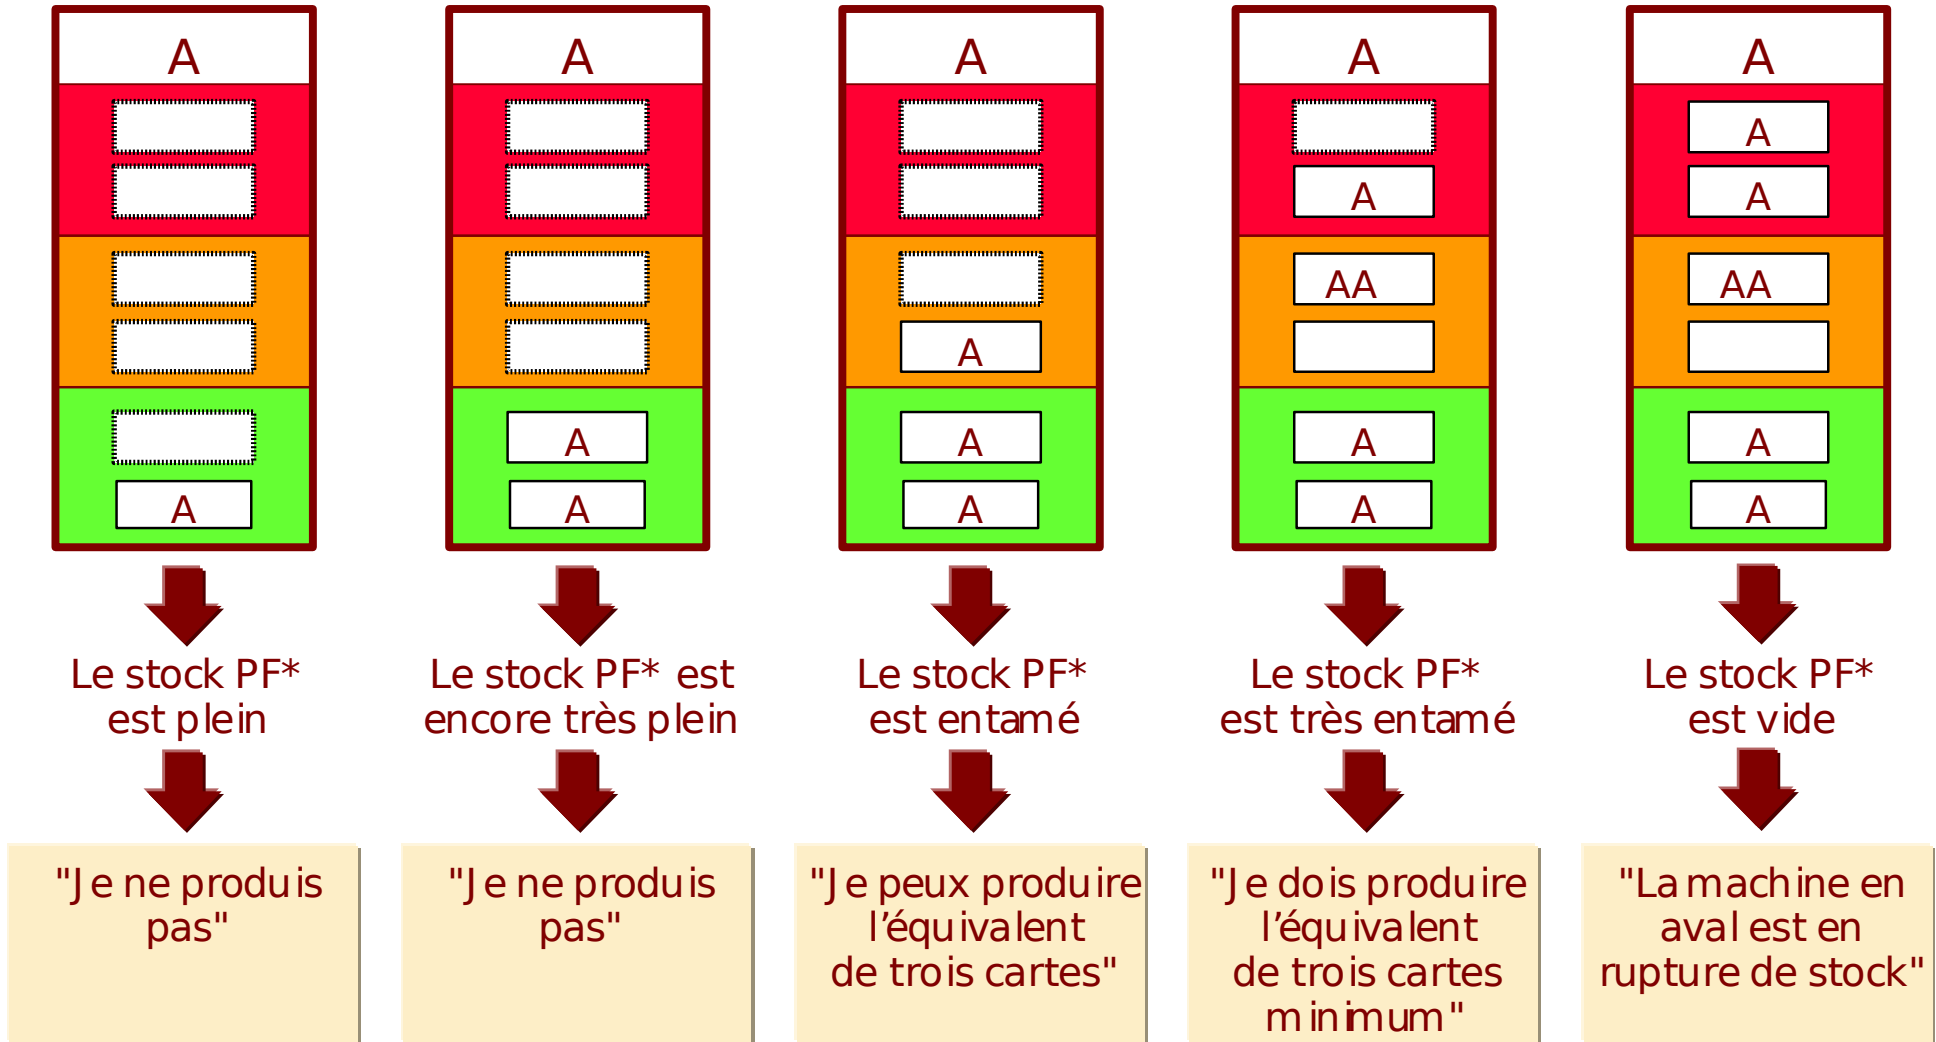 A
A
A
A
A
A
A
A
AA
A
AA
A
A
A
A
A
A
A
A
A
A
A
Le stock PF*
est plein
Le stock PF* est
encore très plein
Le stock PF*
est entamé
Le stock PF*
est très entamé
Le stock PF*
est vide
"Je ne produis
pas"
"Je ne produis
pas"
"Je peux produire
l'équivalent
de trois cartes"
"Je dois produire
l'équivalent
de trois cartes
minimum"
"La machine en
aval est en
rupture de stock"